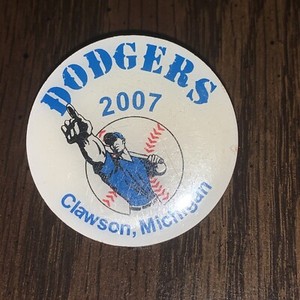 DODGERS
2007
Clawson, Michigan